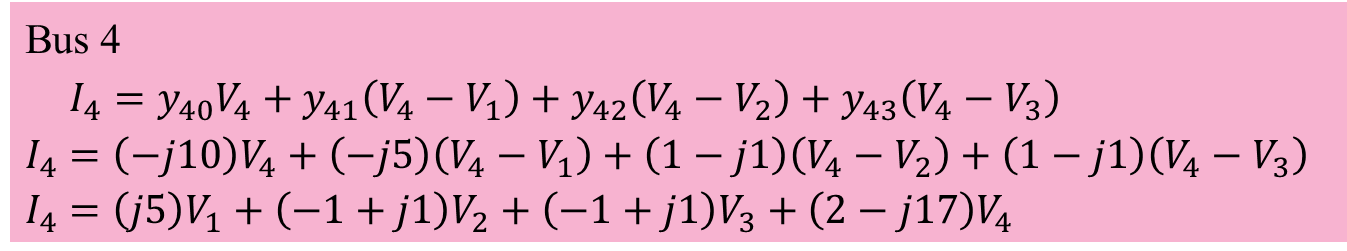 Bus 4
I₄ = y₄₀V₄ + y₄₁(V₄ − V₁) + y₄₂(V₄ − V₂) + y₄₃(V₄ − V₃)
I₄ = (−j10)V₄ + (−j5)(V₄ − V₁) + (1 − j1)(V₄ − V₂) + (1 − j1)(V₄ − V₃)
I₄ = (j5)V₁ + (−1 + j1)V₂ + (−1 + j1)V₃ + (2 − j17)V₄